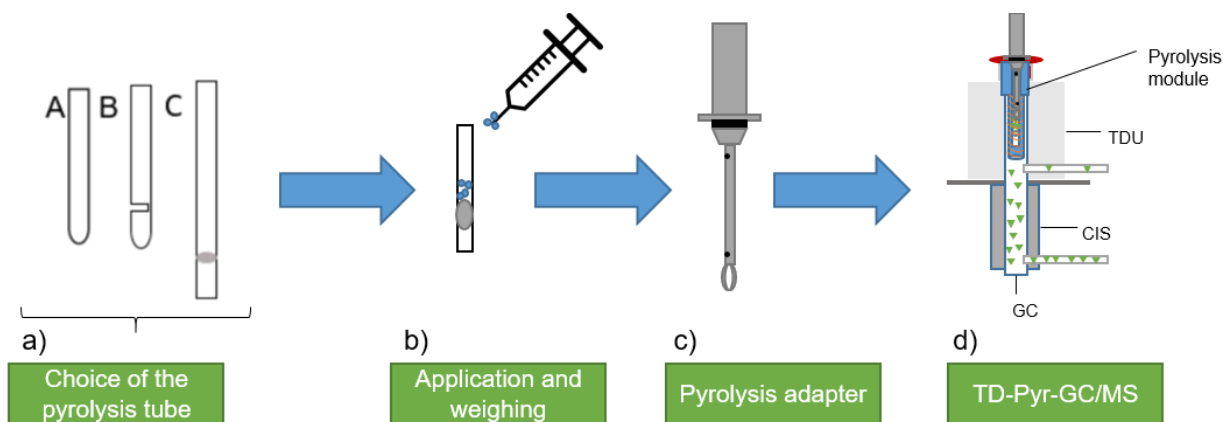 A B C
Pyrolysis
module
TDU
CIS
GC
a)
b)
c)
d)
Choice of the
pyrolysis tube
Application and
weighing
Pyrolysis adapter
TD-Pyr-GC/MS